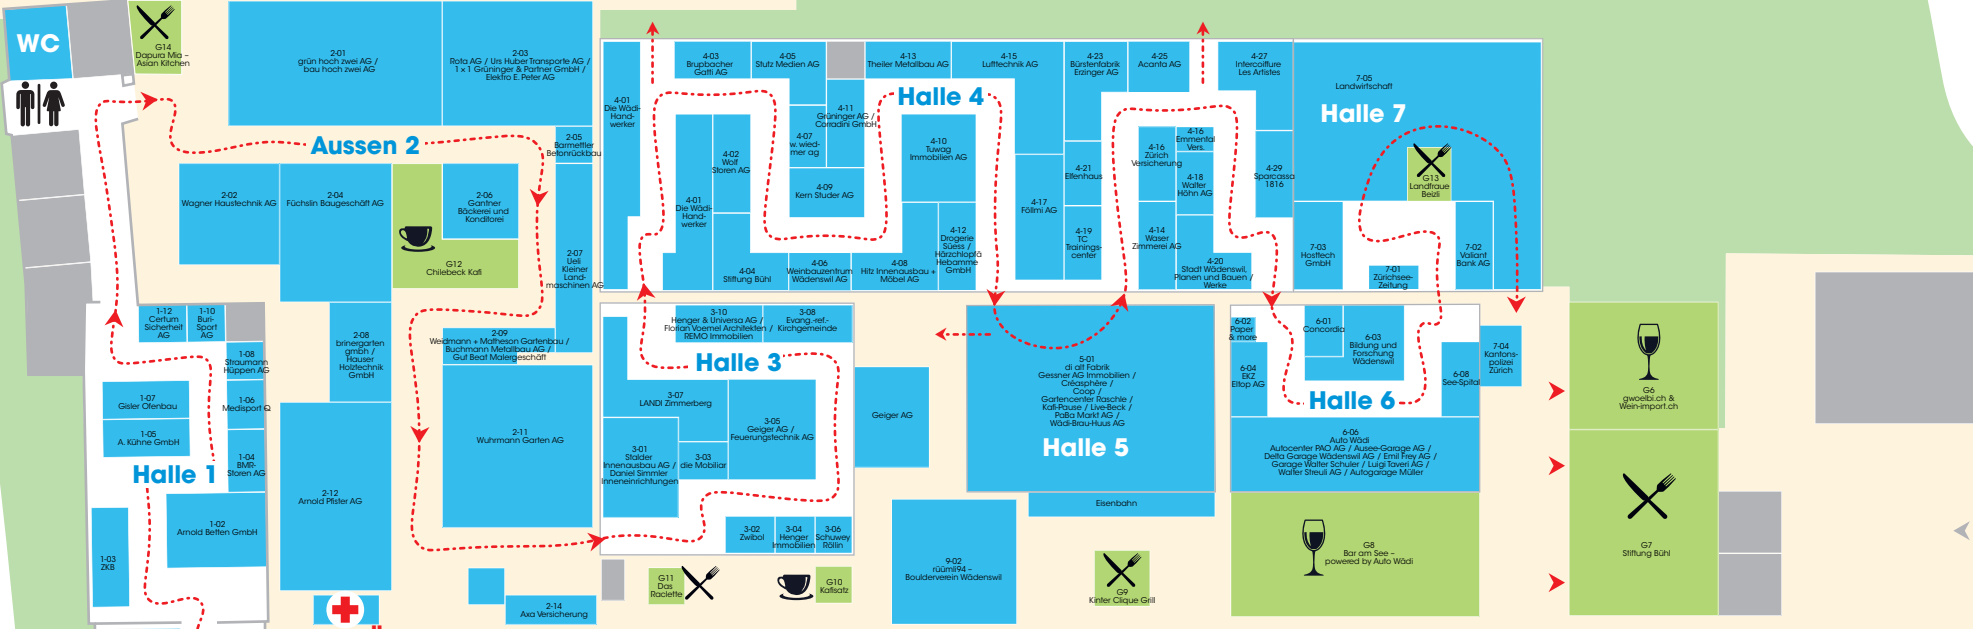 WC
G14
Dapura Mia –
Asian Kitchen
2-01
grün hoch zwei AG /
bau hoch zwei AG
2-03
Rota AG / Urs Huber Transporte AG /
1 x 1 Grüninger & Partner GmbH /
Elektro E. Peter AG
Aussen 2
2-05
Barmettler
Betonrückbau
2-02
Wagner Haustechnik AG
2-04
Füchslin Baugeschäft AG
2-06
Gantner
Bäckerei und
Konditorei
G12
Chilebeck Kafi
2-07
Ueli
Kleiner
Land-
maschinen AG
2-08
brinergarten
gmbh /
Hauser
Holztechnik
GmbH
2-09
Weidmann + Matheson Gartenbau /
Buchmann Metallbau AG /
Gut Beat Malergeschäft
2-11
Wuhrmann Garten AG
2-12
Arnold Pfister AG
2-14
Axa Versicherung
1-12
Certum
Sicherheit
AG
1-10
Buri-
Sport
AG
1-08
Straumann
Hüppen AG
1-07
Gisler Ofenbau
1-06
Medisport Q
1-05
A. Kühne GmbH
1-04
BMR-
Storen AG
Halle 1
1-02
Arnold Betten GmbH
1-03
ZKB
4-01
Die Wädi-
Hand-
werker
4-03
Brupbacher
Gatti AG
4-05
Stutz Medien AG
4-13
Theiler Metallbau AG
4-15
Lufttechnik AG
4-23
Bürstenfabrik
Erzinger AG
4-25
Acanta AG
4-27
Intercoiffure
Les Artistes
Halle 4
4-11
Grüninger AG /
Corradini GmbH
4-07
w. wied-
mer ag
4-02
Wolf
Storen AG
4-09
Kern Studer AG
4-10
Tuwag
Immobilien AG
4-01
Die Wädi-
Hand-
werker
4-04
Stiftung Bühl
4-06
Weinbauzentrum
Wädenswil AG
4-08
Hitz Innenausbau +
Möbel AG
4-12
Drogerie
Süess /
Härzchlopfä
Hebamme
GmbH
4-17
Föllmi AG
4-21
Elfenhaus
4-19
TC
Trainings-
center
4-16
Zürich
Versicherung
4-16
Emmental
Vers.
4-18
Walter
Höhn AG
4-14
Waser
Zimmerei AG
4-20
Stadt Wädenswil,
Planen und Bauen /
Werke
4-29
Sparcassa
1816
7-05
Landwirtschaft
Halle 7
G13
Landfraue
Beizli
7-03
Hostech
GmbH
7-01
Zürichsee-
Zeitung
7-02
Valiant
Bank AG
3-10
Henger & Universa AG /
Florian Voemel Architekten /
REMO Immobilien
3-08
Evang.-ref.-
Kirchgemeinde
Halle 3
3-07
LANDI Zimmerberg
3-05
Geiger AG /
Feuerungstechnik AG
3-01
Stalder
Innenausbau AG /
Daniel Simmler
Inneneinrichtungen
3-03
die Mobiliar
3-02
Zwibol
3-04
Henger
Immobilien
3-06
Schuwey
Röllin
Geiger AG
5-01
di alt Fabrik
Gessner AG Immobilien /
Créasphère /
Coop /
Gartencenter Raschle /
Kafi-Pause / Live-Beck /
PaBa Markt AG /
Wädi-Brau-Huus AG
Halle 5
Eisenbahn
6-02
Paper
& more
6-01
Concordia
6-03
Bildung und
Forschung
Wädenswil
6-04
EKZ
Eltop AG
6-08
See-Spital
7-04
Kantons-
polizei
Zürich
Halle 6
6-06
Auto Wädi
Autocenter PAO AG / Ausee-Garage AG /
Delta Garage Wädenswil AG / Emil Frey AG /
Garage Walter Schuler / Luigi Taveri AG /
Walter Streuli AG / Autogarage Müller
G6
gwoelbi.ch &
Wein-import.ch
G7
Stiftung Bühl
G8
Bar am See –
powered by Auto Wädi
G9
Kinter Clique Grill
9-02
rüümli94 –
Boulderverein Wädenswil
G11
Das
Raclette
G10
Kafisatz